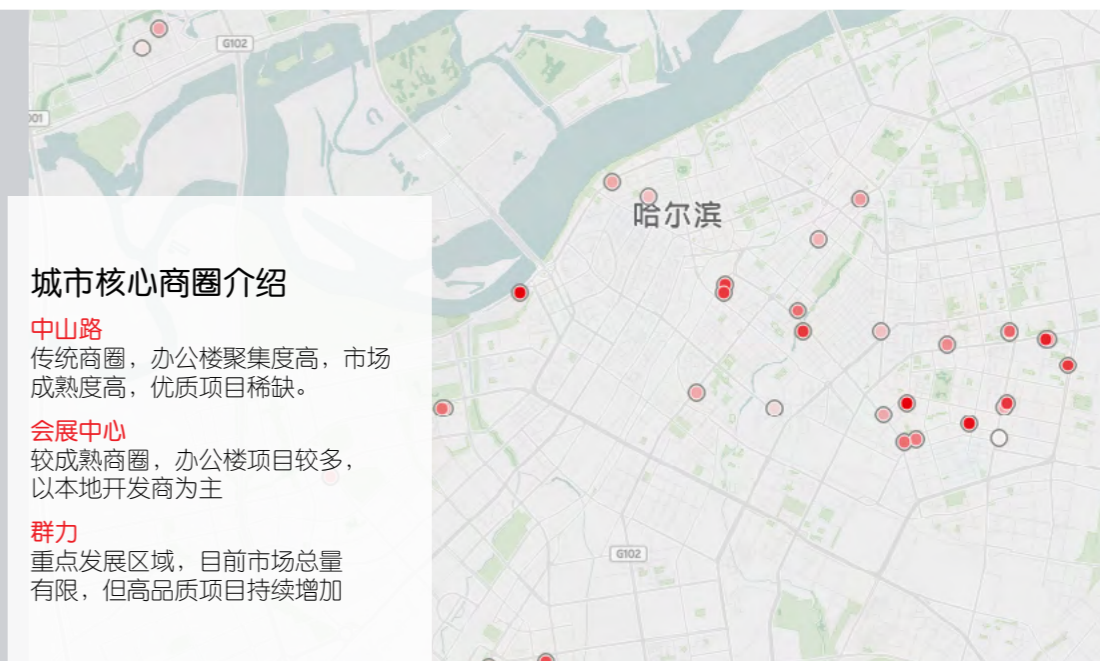 G102
001
哈尔滨
城市核心商圈介绍
中山路
传统商圈，办公楼聚集度高，市场
成熟度高，优质项目稀缺。
会展中心
较成熟商圈，办公楼项目较多，
以本地开发商为主
群力
重点发展区域，目前市场总量
有限，但高品质项目持续增加
G102